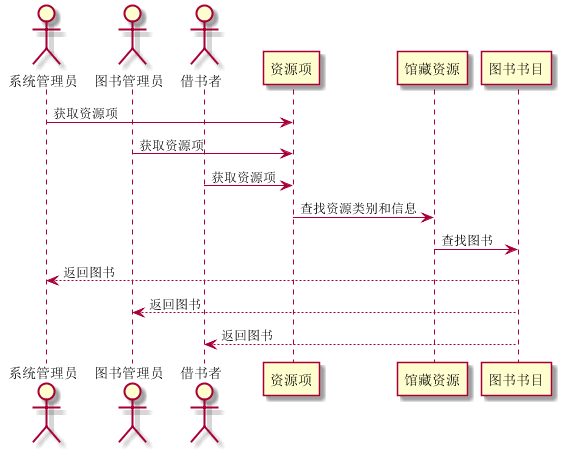 系统管理员
图书管理员
借书者
资源项
馆藏资源
图书书目
获取资源项
获取资源项
获取资源项
查找资源类别和信息
查找图书
返回图书
返回图书
返回图书
系统管理员
图书管理员
借书者
资源项
馆藏资源
图书书目